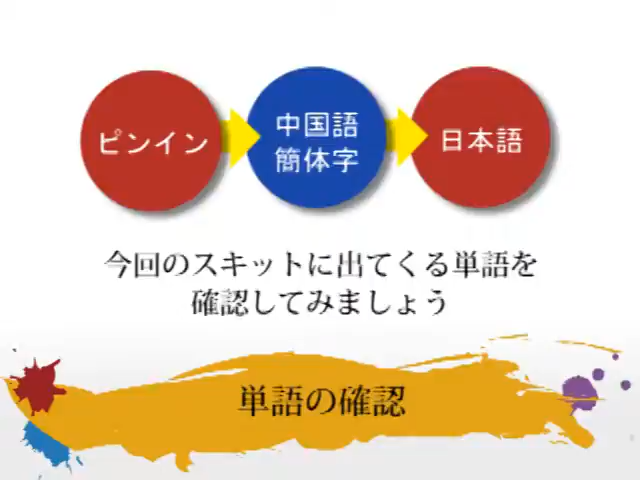 ピンイン
中国語
簡体字
日本語
今回のスキットに出てくる単語を
確認してみましょう
単語の確認